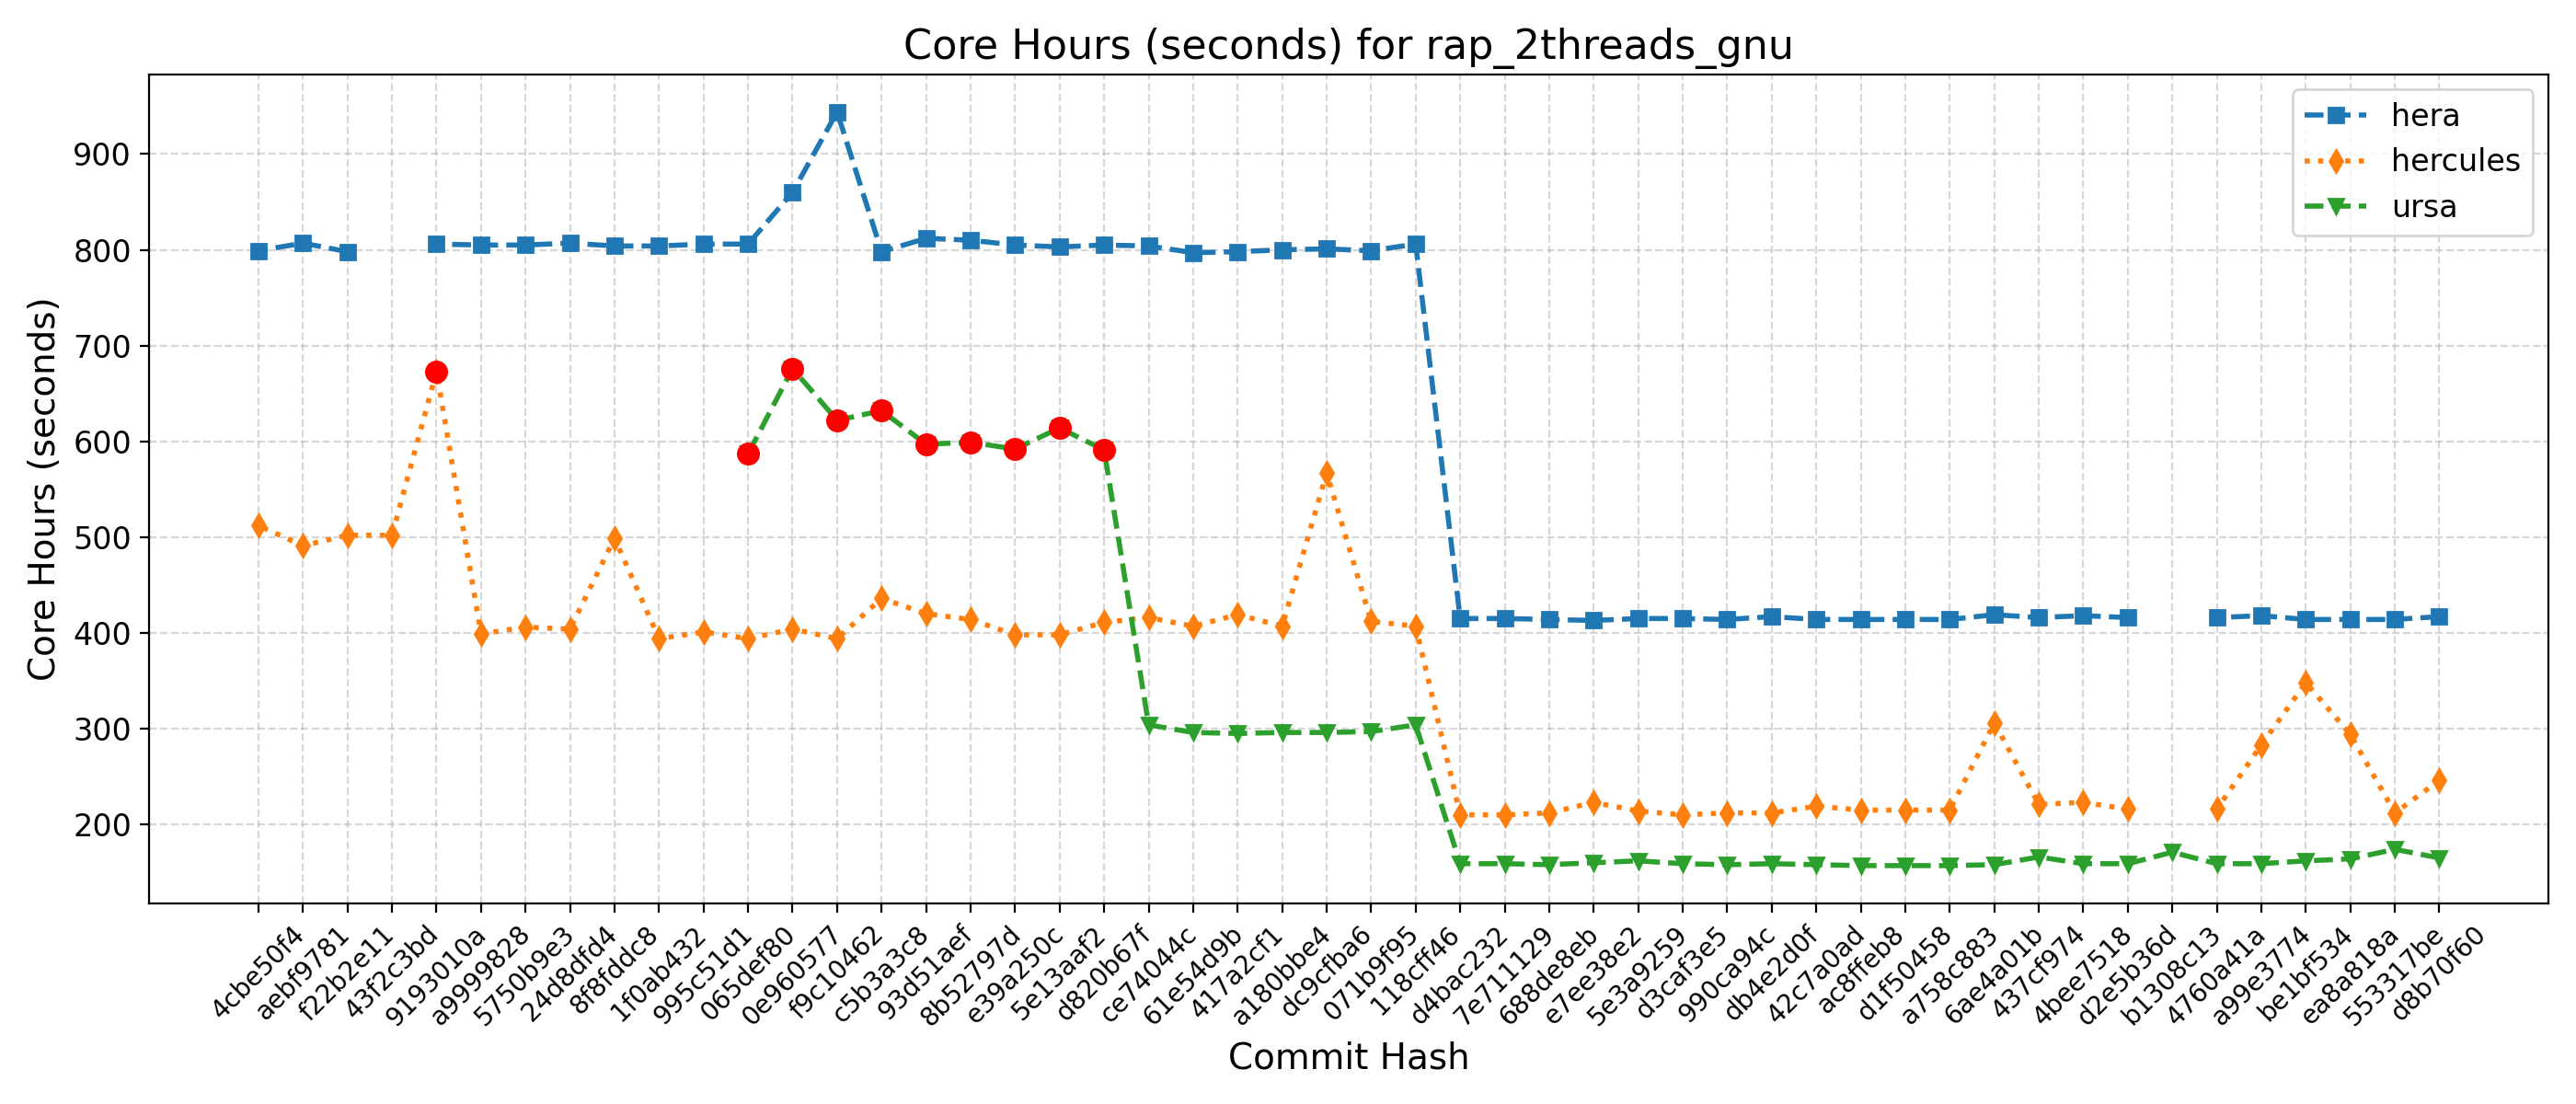 Core Hours (seconds) for rap_2threads_gnu
hera
hercules
ursa
Core Hours (seconds)
900
800
700
600
500
400
300
200
4cbe50f4
aebf9781
f22b2e11
43f2c3bd
9193010a
a9999828
5750b9e3
24d8dfd4
8f8fddc8
1f0ab432
995c51d1
065def80
0e960577
f9c10462
c5b3a3c8
93d51aef
8b52797d
e39a250c
5e13aaf2
d820b67f
ce74044c
61e54d9b
417a2cf1
a180bbe4
dc9cfba6
071b9f95
118cff46
d4bac232
7e711129
688de8eb
e7ee38e2
5e3a9259
d3caf3e5
990ca94c
db4e2d0f
42c7a0ad
ac8ffeb8
d1f50458
a758c883
6ae4a01b
437cf974
4bee7518
d2e5b36d
b1308c13
4760a41a
a99e3774
be1bf534
ea8a818a
553317be
d8b70f60
Commit Hash